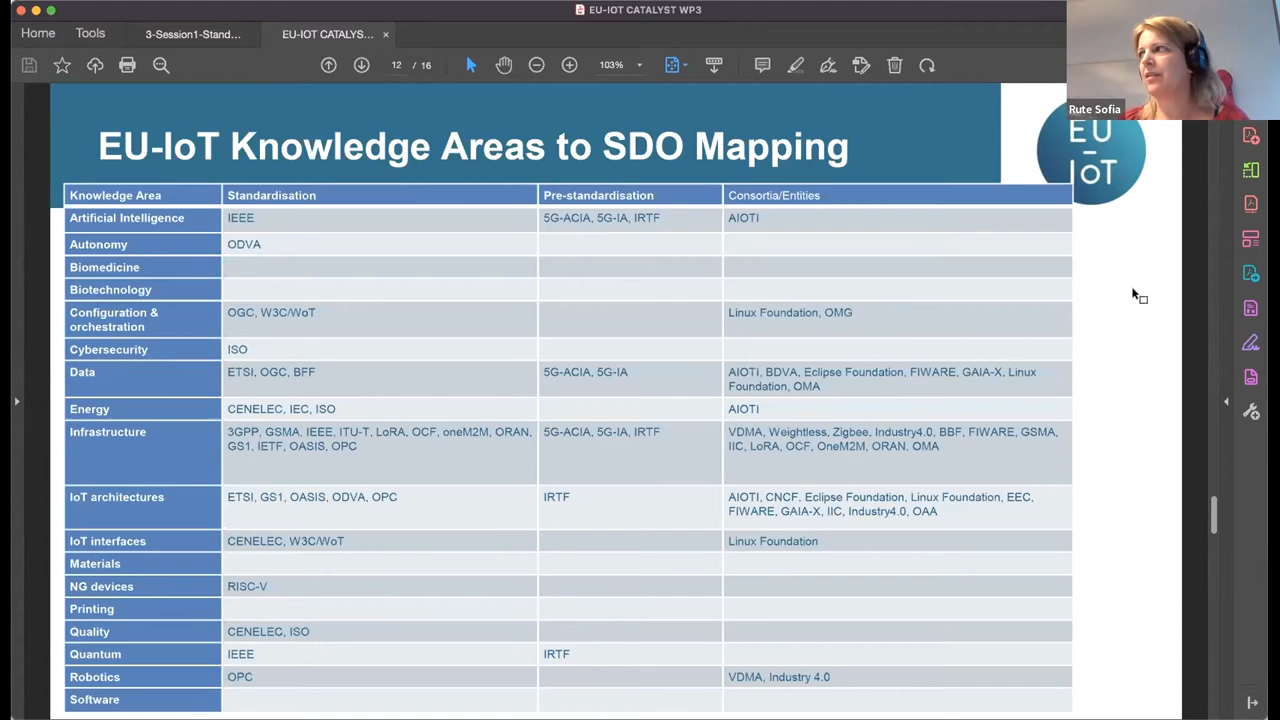 EU-IOT CATALYST WP3
Home Tools 3-Session1-Stand... EU-IOT CATALYS... ×
12 / 16 103%
Rute Sofia
EU
-
IoT
EU-IoT Knowledge Areas to SDO Mapping
Knowledge Area Standardisation Pre-standardisation Consortia/Entities
Artificial Intelligence IEEE 5G-ACIA, 5G-IA, IRTF AIOTI
Autonomy ODVA
Biomedicine
Biotechnology
Configuration & OGC, W3C/WoT Linux Foundation, OMG
orchestration
Cybersecurity ISO
Data ETSI, OGC, BFF 5G-ACIA, 5G-IA AIOTI, BDVA, Eclipse Foundation, FIWARE, GAIA-X, Linux
Foundation, OMA
Energy CENELEC, IEC, ISO AIOTI
Infrastructure 3GPP, GSMA, IEEE, ITU-T, LoRA, OCF, oneM2M, ORAN, 5G-ACIA, 5G-IA, IRTF VDMA, Weightless, Zigbee, Industry4.0, BBF, FIWARE, GSMA,
GS1, IETF, OASIS, OPC IIC, LoRA, OCF, OneM2M, ORAN, OMA
IoT architectures ETSI, GS1, OASIS, ODVA, OPC IRTF AIOTI, CNCF. Eclipse Foundation, Linux Foundation, EEC,
FIWARE, GAIA-X, IIC, Industry4.0, OAA
IoT interfaces CENELEC, W3C/WoT Linux Foundation
Materials
NG devices RISC-V
Printing
Quality CENELEC, ISO
Quantum IEEE IRTF
Robotics OPC VDMA, Industry 4.0
Software